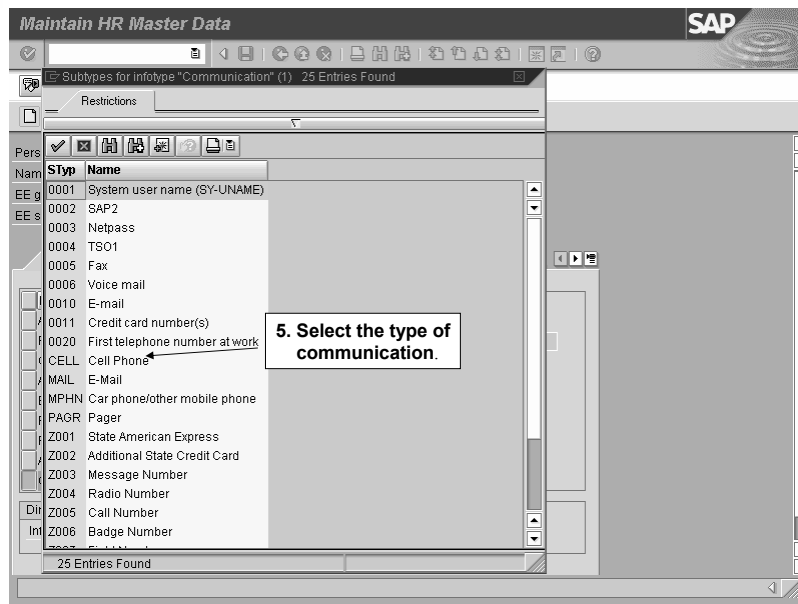 Maintain HR Master Data
SAP
Subtypes for infotype "Communication" (1) 25 Entries Found
Restrictions
Pers
Nam
EE g
EE s
STyp Name
0001 System user name (SY-UNAME)
0002 SAP2
0003 Netpass
0004 TSO1
0005 Fax
0006 Voice mail
0010 E-mail
0011 Credit card number(s)
0020 First telephone number at work
CELL Cell Phone
MAIL E-Mail
MPHN Car phone/other mobile phone
PAGR Pager
Z001 State American Express
Z002 Additional State Credit Card
Z003 Message Number
Z004 Radio Number
Z005 Call Number
Z006 Badge Number
5. Select the type of
communication.
Dir
Int
25 Entries Found